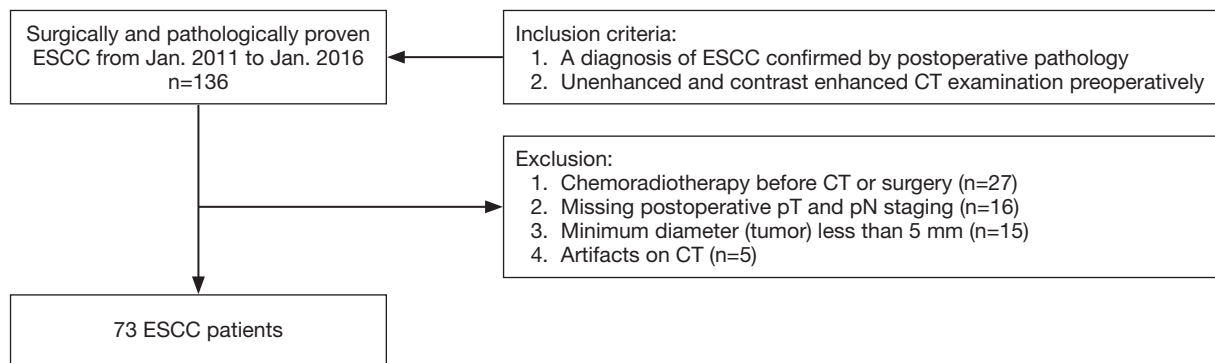 Surgically and pathologically proven
ESCC from Jan. 2011 to Jan. 2016
n=136
Inclusion criteria:
1. A diagnosis of ESCC confirmed by postoperative pathology
2. Unenhanced and contrast enhanced CT examination preoperatively
Exclusion:
1. Chemoradiotherapy before CT or surgery (n=27)
2. Missing postoperative pT and pN staging (n=16)
3. Minimum diameter (tumor) less than 5 mm (n=15)
4. Artifacts on CT (n=5)
73 ESCC patients